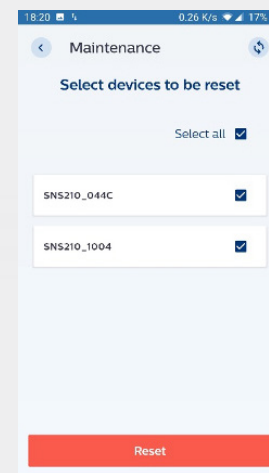 18:20 0.26 K/s 17%
Maintenance
Select devices to be reset
Select all
SNS210_044C
SNS210_1004
Reset